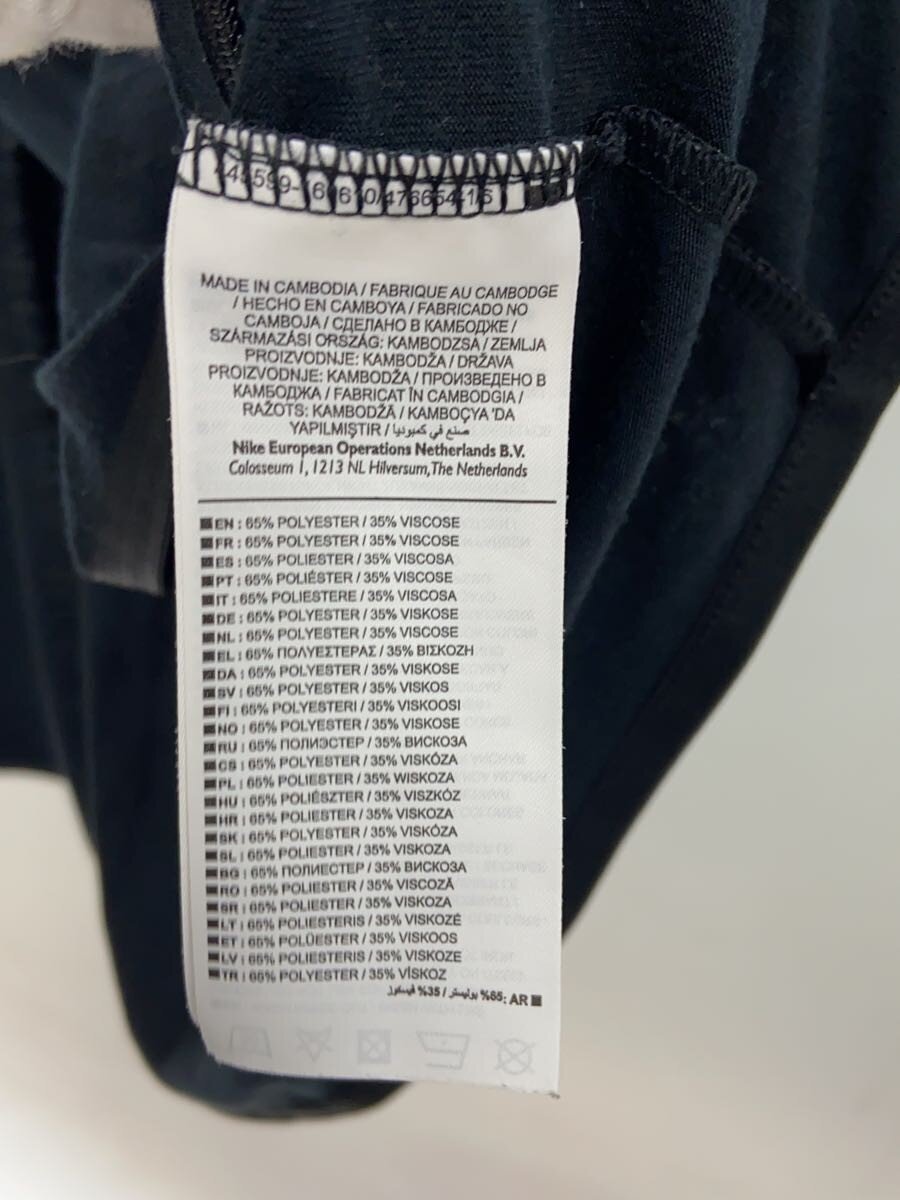 MADE IN CAMBODIA / FABRIQUE AU CAMBODGE
/ HECHO EN CAMBOYA / FABRICADO NO
CAMBOJA / СДЕЛАНО В КАМБОДЖЕ /
SZÁRMAZÁSI ORSZÁG: KAMBODZSA / ZEMLJA
PROIZVODNJE: KAMBODŽA / DRŽAVA
PROIZVODNJE: KAMBODŽA / ПРОИЗВЕДЕНО В
КАМБОДЖА / FABRICAT ÎN CAMBODGIA /
RAŽOTS: KAMBODŽĀ / KAMBOÇYA 'DA
YAPILMIŞTIR / صنع في كمبوديا
Nike European Operations Netherlands B.V.
Colosseum 1, 1213 NL Hilversum, The Netherlands
EN : 65% POLYESTER / 35% VISCOSE
FR : 65% POLYESTER / 35% VISCOSE
ES : 65% POLIESTER / 35% VISCOSA
PT : 65% POLIÉSTER / 35% VISCOSE
IT : 65% POLIESTERE / 35% VISCOSA
DE : 65% POLYESTER / 35% VISKOSE
NL : 65% POLYESTER / 35% VISCOSE
EL : 65% ΠΟΛΥΕΣΤΕΡΑΣ / 35% ΒΙΣΚΟΖΗ
DA : 65% POLYESTER / 35% VISKOSE
SV : 65% POLYESTER / 35% VISKOS
FI : 65% POLYESTERI / 35% VISKOOSI
NO : 65% POLYESTER / 35% VISKOSE
RU : 65% ПОЛИЭСТЕР / 35% ВИСКОЗА
CS : 65% POLYESTER / 35% VISKÓZA
PL : 65% POLIESTER / 35% WISKOZA
HU : 65% POLIÉSZTER / 35% VISZKÓZ
HR : 65% POLIESTER / 35% VISKOZA
SK : 65% POLYESTER / 35% VISKÓZA
SL : 65% POLIESTER / 35% VISKOZA
BG : 65% ПОЛИЕСТЕР / 35% ВИСКОЗА
RO : 65% POLIESTER / 35% VISCOZĂ
SR : 65% POLIESTER / 35% VISKOZA
LT : 65% POLIESTERIS / 35% VISKOZĖ
ET : 65% POLÜESTER / 35% VISKOOS
LV : 65% POLIESTERIS / 35% VISKOZE
TR : 65% POLYESTER / 35% VİSKOZ
AR :65% بوليستر / 35% فيسكوز